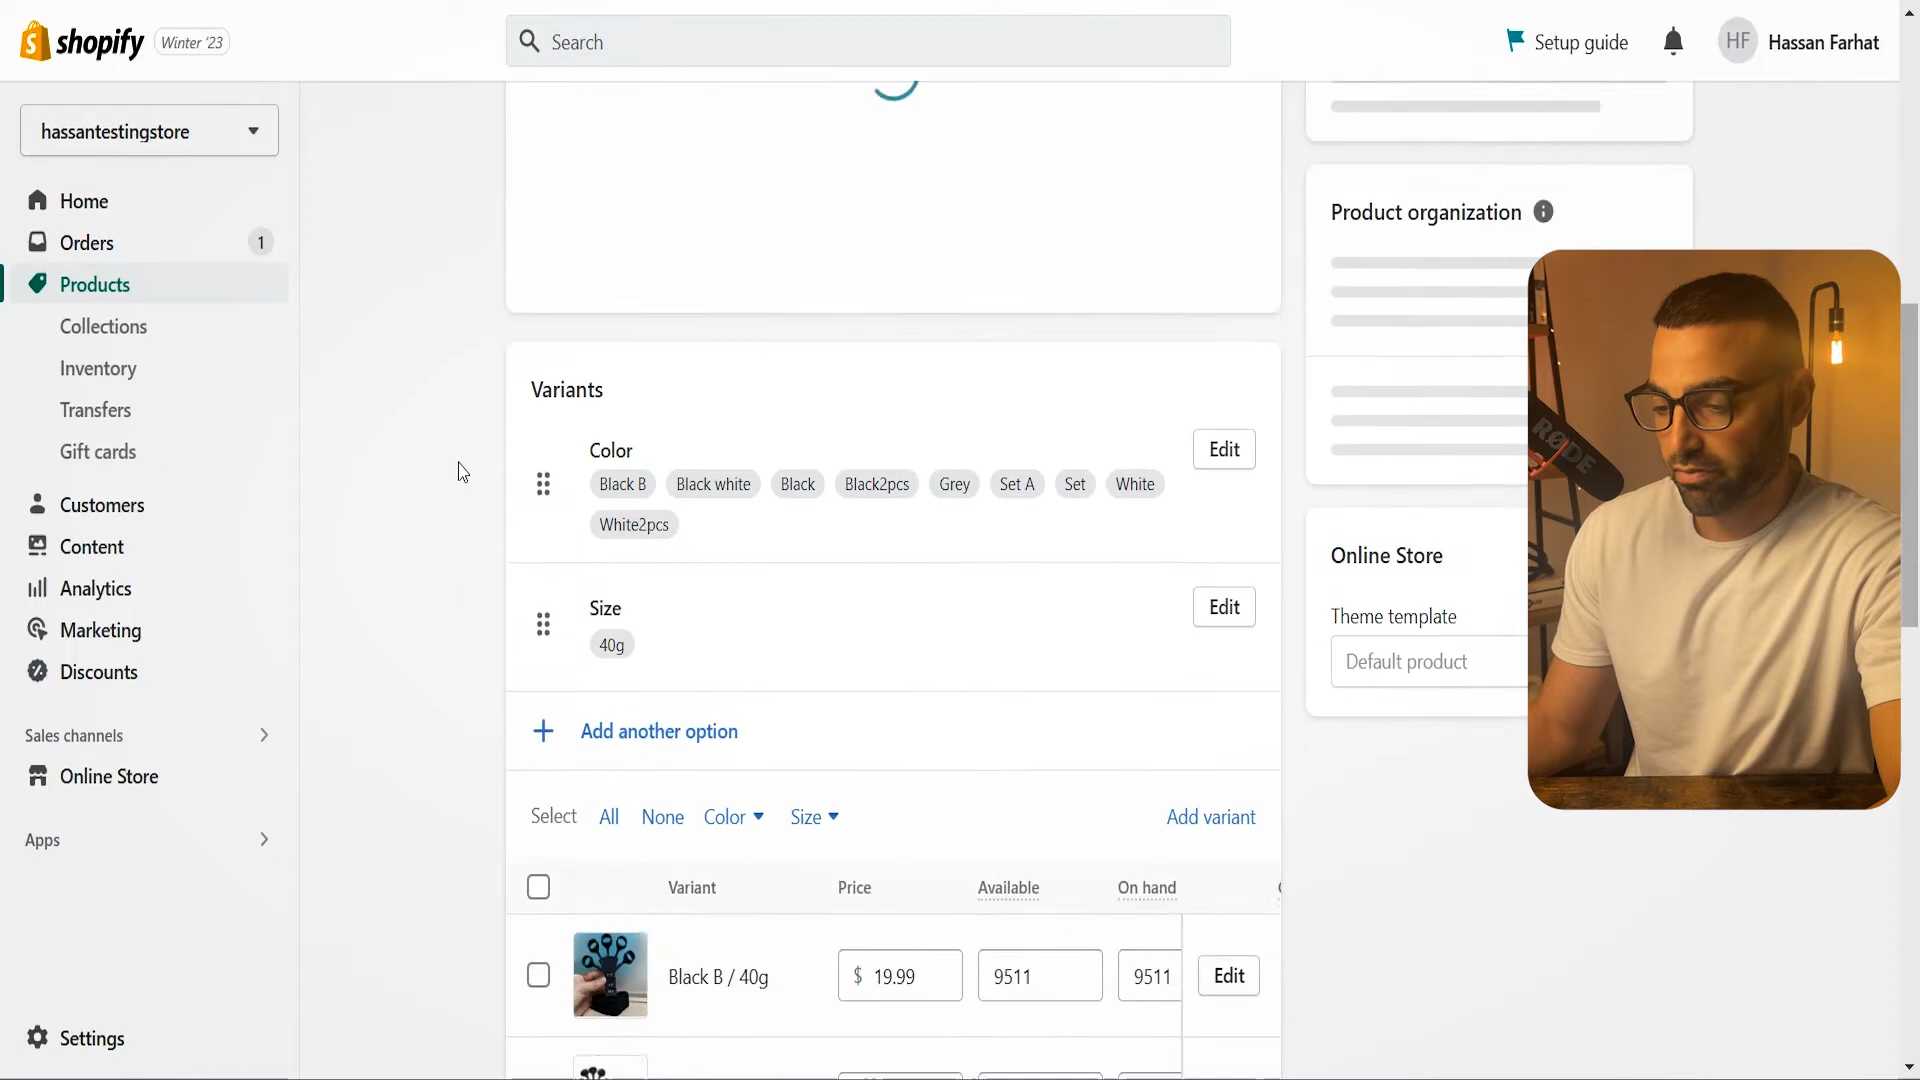 shopify
Winter '23
Search
Setup guide
HF
Hassan Farhat
hassantestingstore
Home
Orders
1
Products
Collections
Inventory
Transfers
Gift cards
Customers
Content
Analytics
Marketing
Discounts
Sales channels
Online Store
Apps
Settings
Variants
Color
Edit
Black B
Black white
Black
Black2pcs
Grey
Set A
Set
White
White2pcs
Size
Edit
40g
Add another option
Select
All
None
Color
Size
Add variant
Variant
Price
Available
On hand
Black B / 40g
$ 19.99
9511
9511
Edit
Product organization
Online Store
Theme template
Default product
RØDE